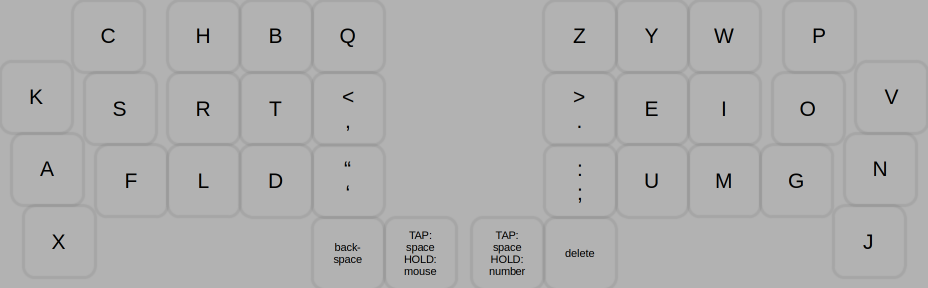 C H B Q Z Y W P
K S R T < > E I O V
, .
A F L D “ : U M G N
‘ ;
X back- TAP: TAP: delete J
space space space
HOLD: HOLD:
mouse number